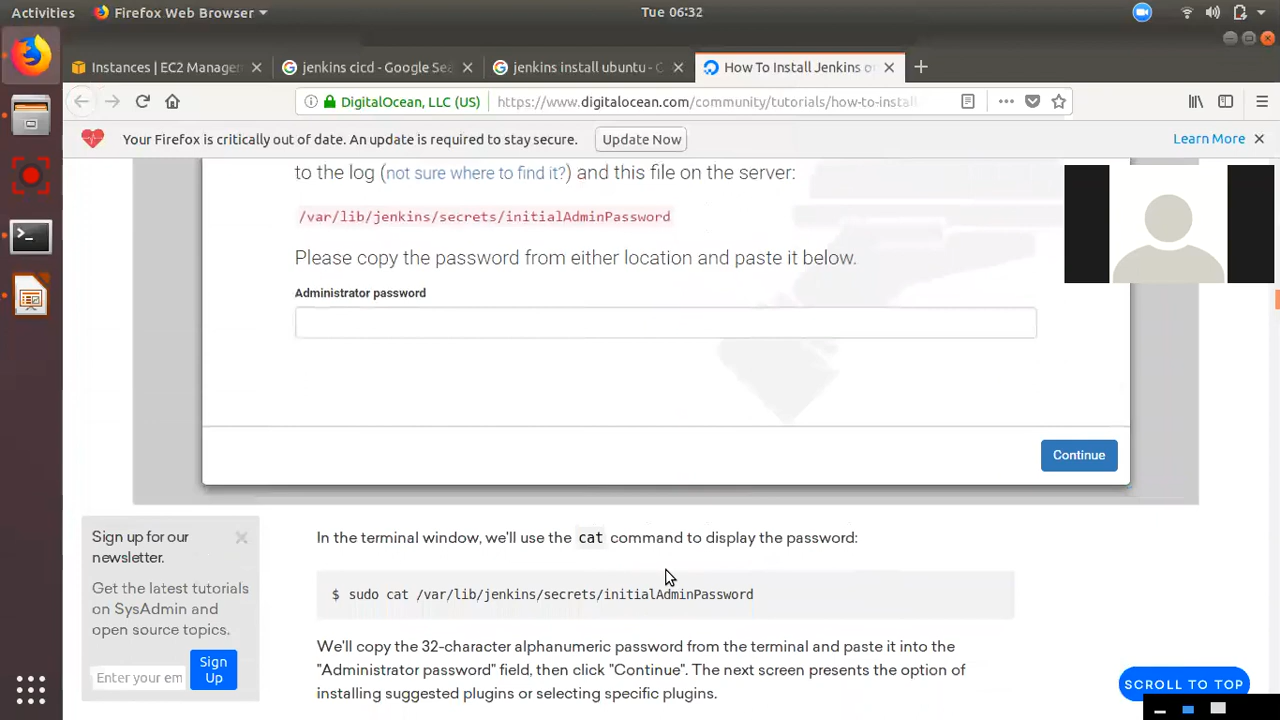 Activities
Firefox Web Browser
Tue 06:32
Instances | EC2 Manage
jenkins cicd - Google Sea
jenkins install ubuntu - G
How To Install Jenkins o
DigitalOcean, LLC (US)
https://www.digitalocean.com/community/tutorials/how-to-install
Your Firefox is critically out of date. An update is required to stay secure.
Update Now
Learn More
to the log (not sure where to find it?) and this file on the server:
/var/lib/jenkins/secrets/initialAdminPassword
Please copy the password from either location and paste it below.
Administrator password
Continue
In the terminal window, we'll use the cat command to display the password:
$ sudo cat /var/lib/jenkins/secrets/initialAdminPassword
We'll copy the 32-character alphanumeric password from the terminal and paste it into the
"Administrator password" field, then click "Continue". The next screen presents the option of
installing suggested plugins or selecting specific plugins.
Sign up for our
newsletter.
Get the latest tutorials
on SysAdmin and
open source topics.
Enter your em
Sign
Up
SCROLL TO TOP